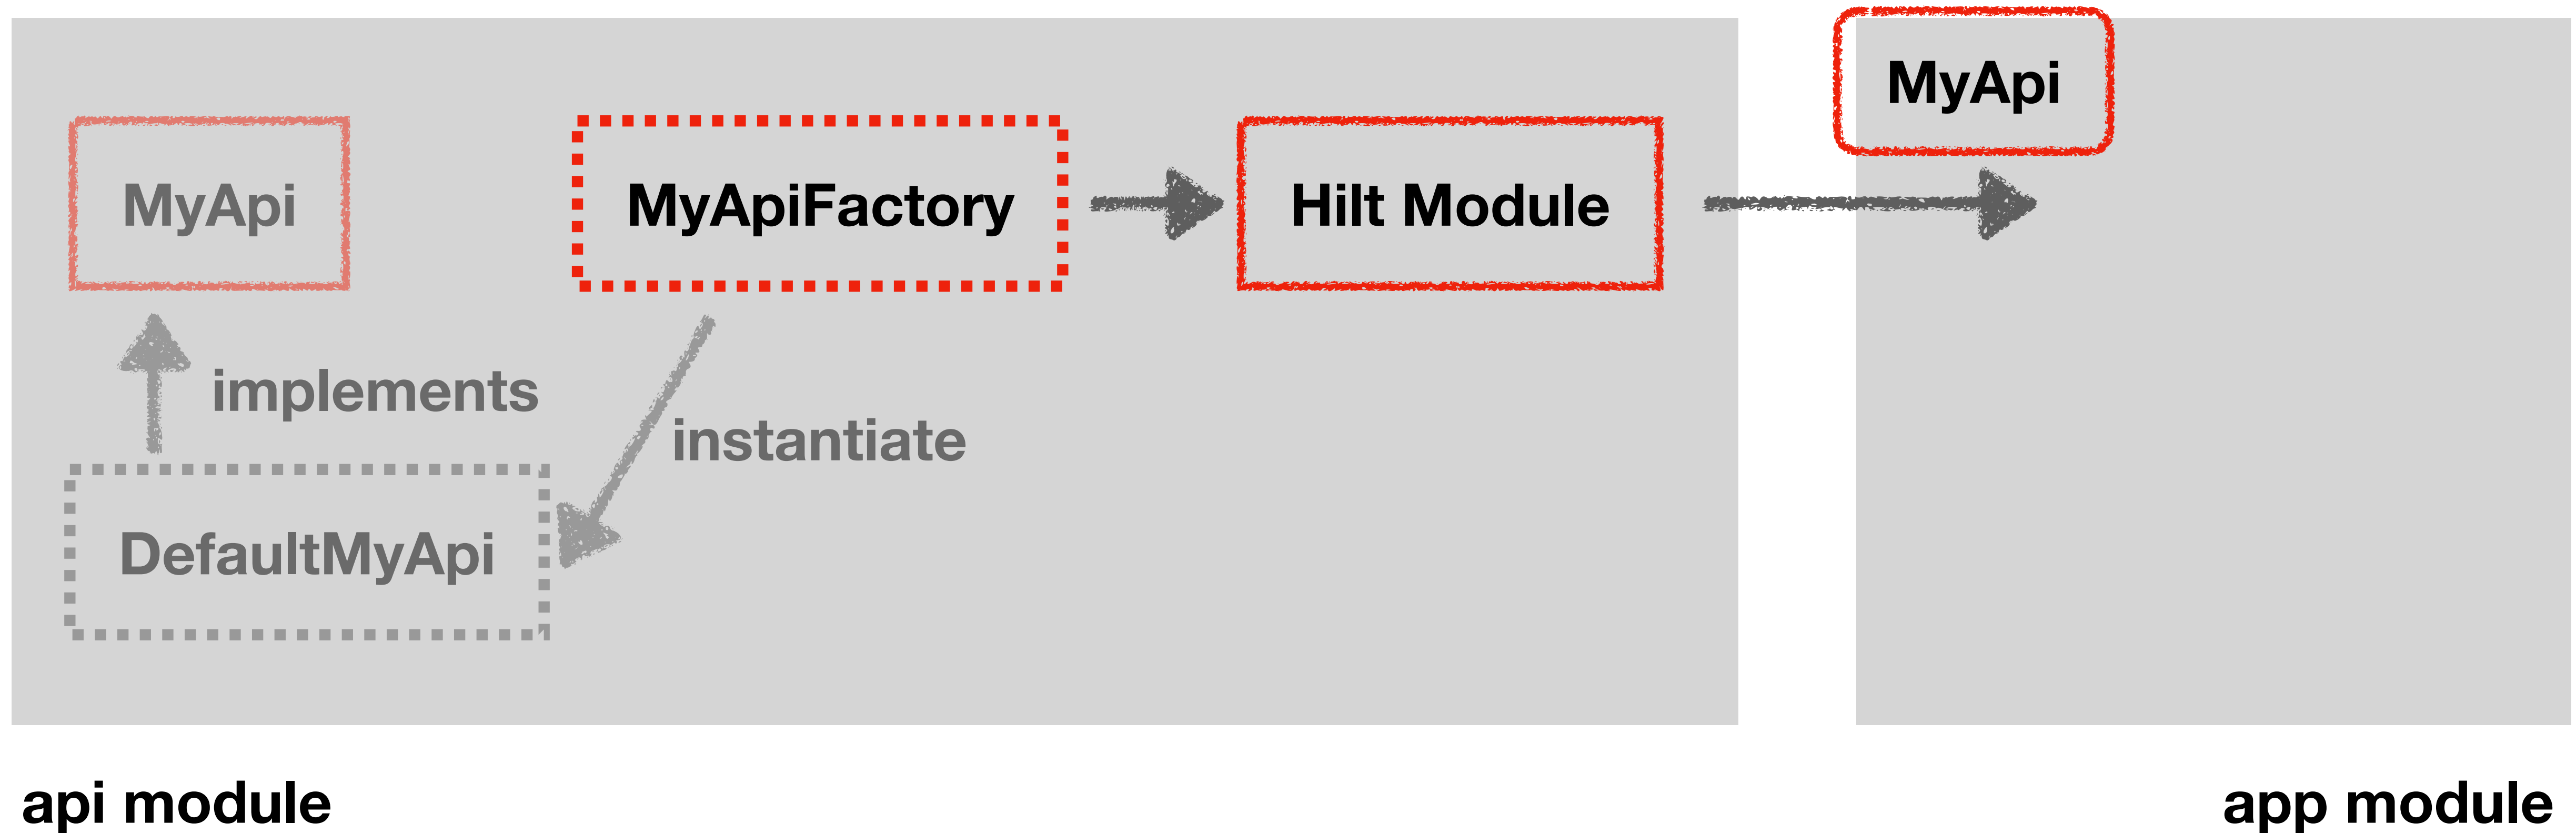 MyApi
MyApi
MyApiFactory
Hilt Module
implements
instantiate
DefaultMyApi
api module
app module